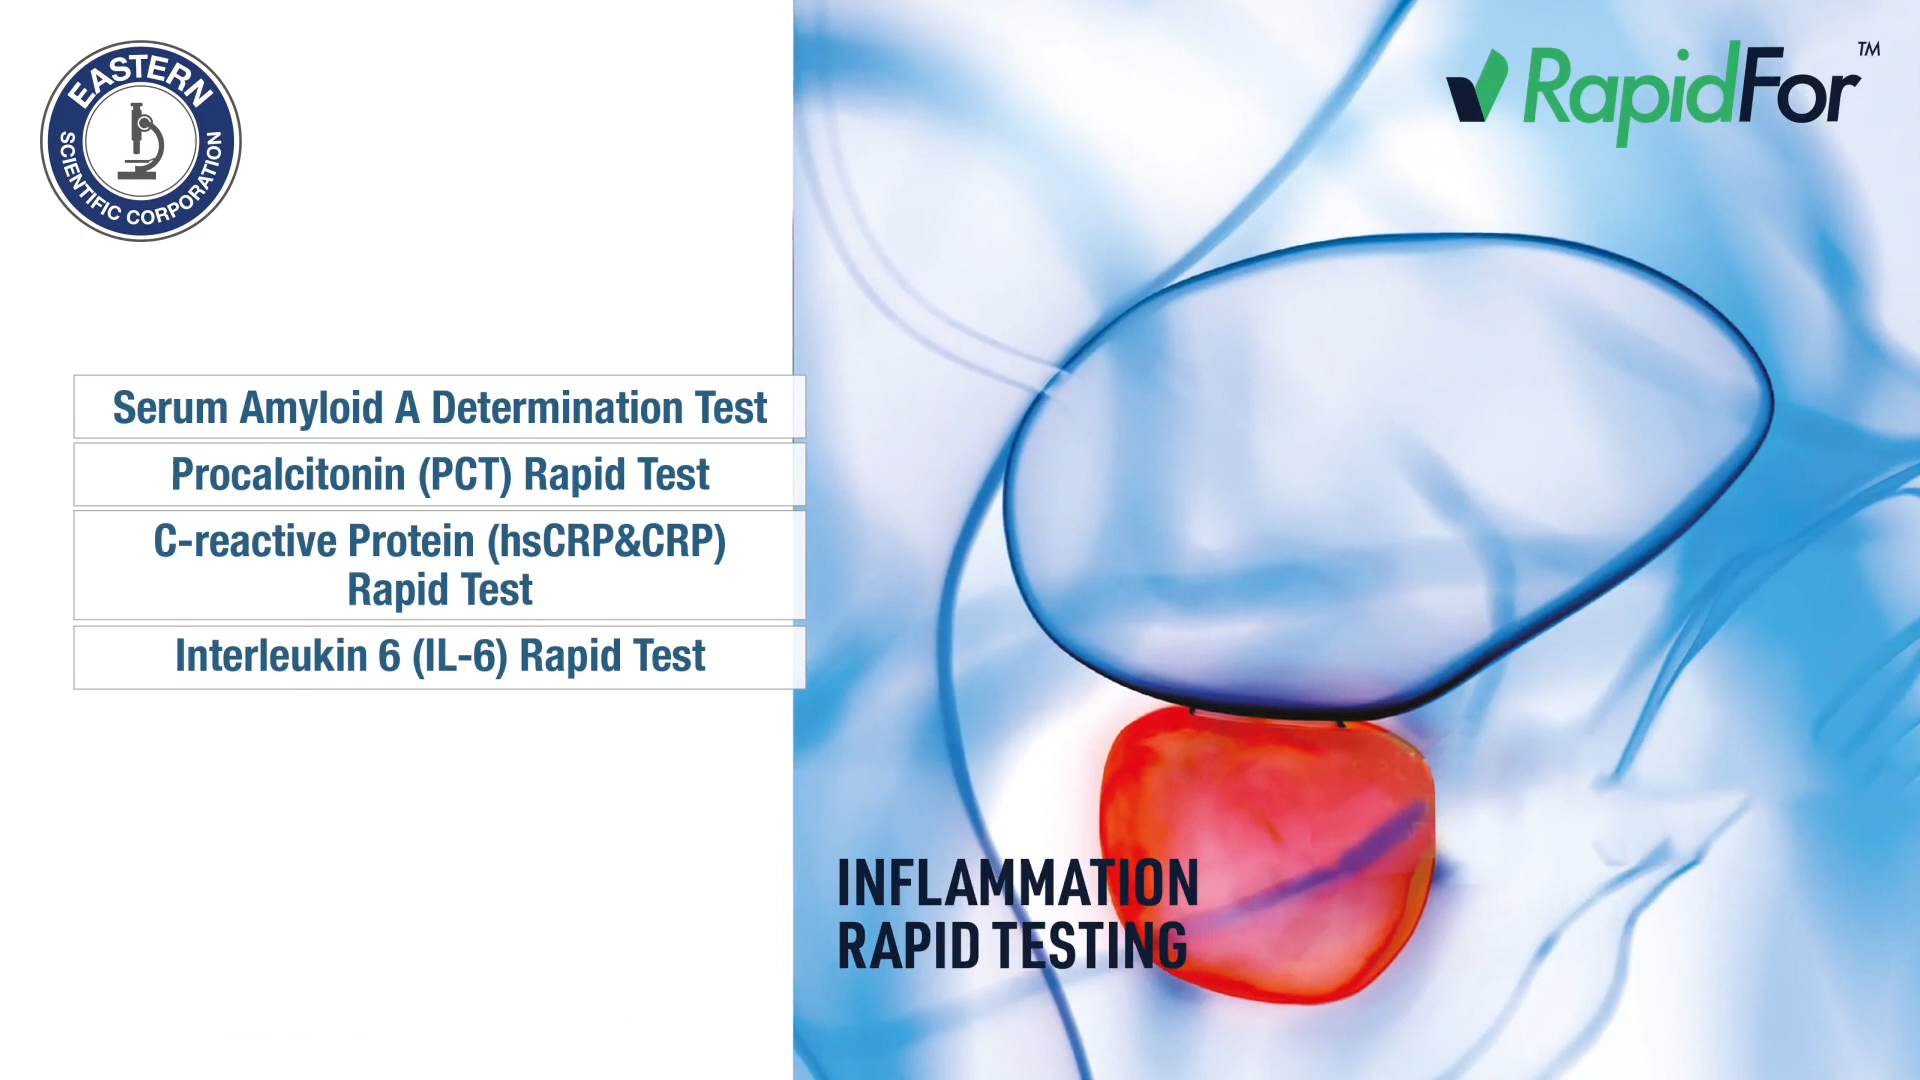 EASTERN
SCIENTIFIC CORPORATION
RapidFor™
Serum Amyloid A Determination Test
Procalcitonin (PCT) Rapid Test
C-reactive Protein (hsCRP&CRP)
Rapid Test
Interleukin 6 (IL-6) Rapid Test
INFLAMMATION
RAPID TESTING